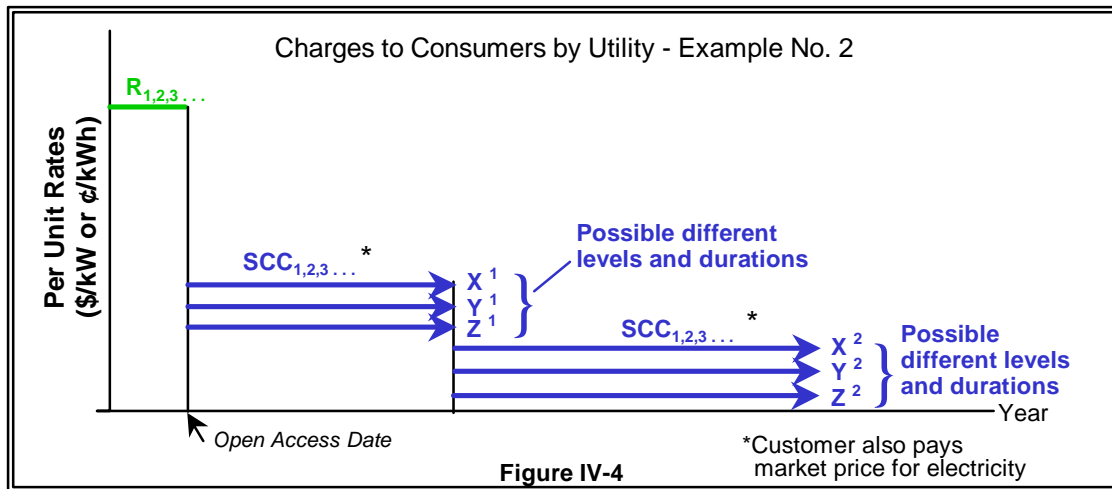 Charges to Consumers by Utility - Example No. 2
Per Unit Rates
($/kW or ¢/kWh)
R1,2,3 . . .
SCC1,2,3 . . . *
X 1
Y 1
Z 1
Possible different
levels and durations
SCC1,2,3 . . . *
X 2
Y 2
Z 2
Possible
different levels
and durations
Year
Open Access Date
*Customer also pays
market price for electricity
Figure IV-4